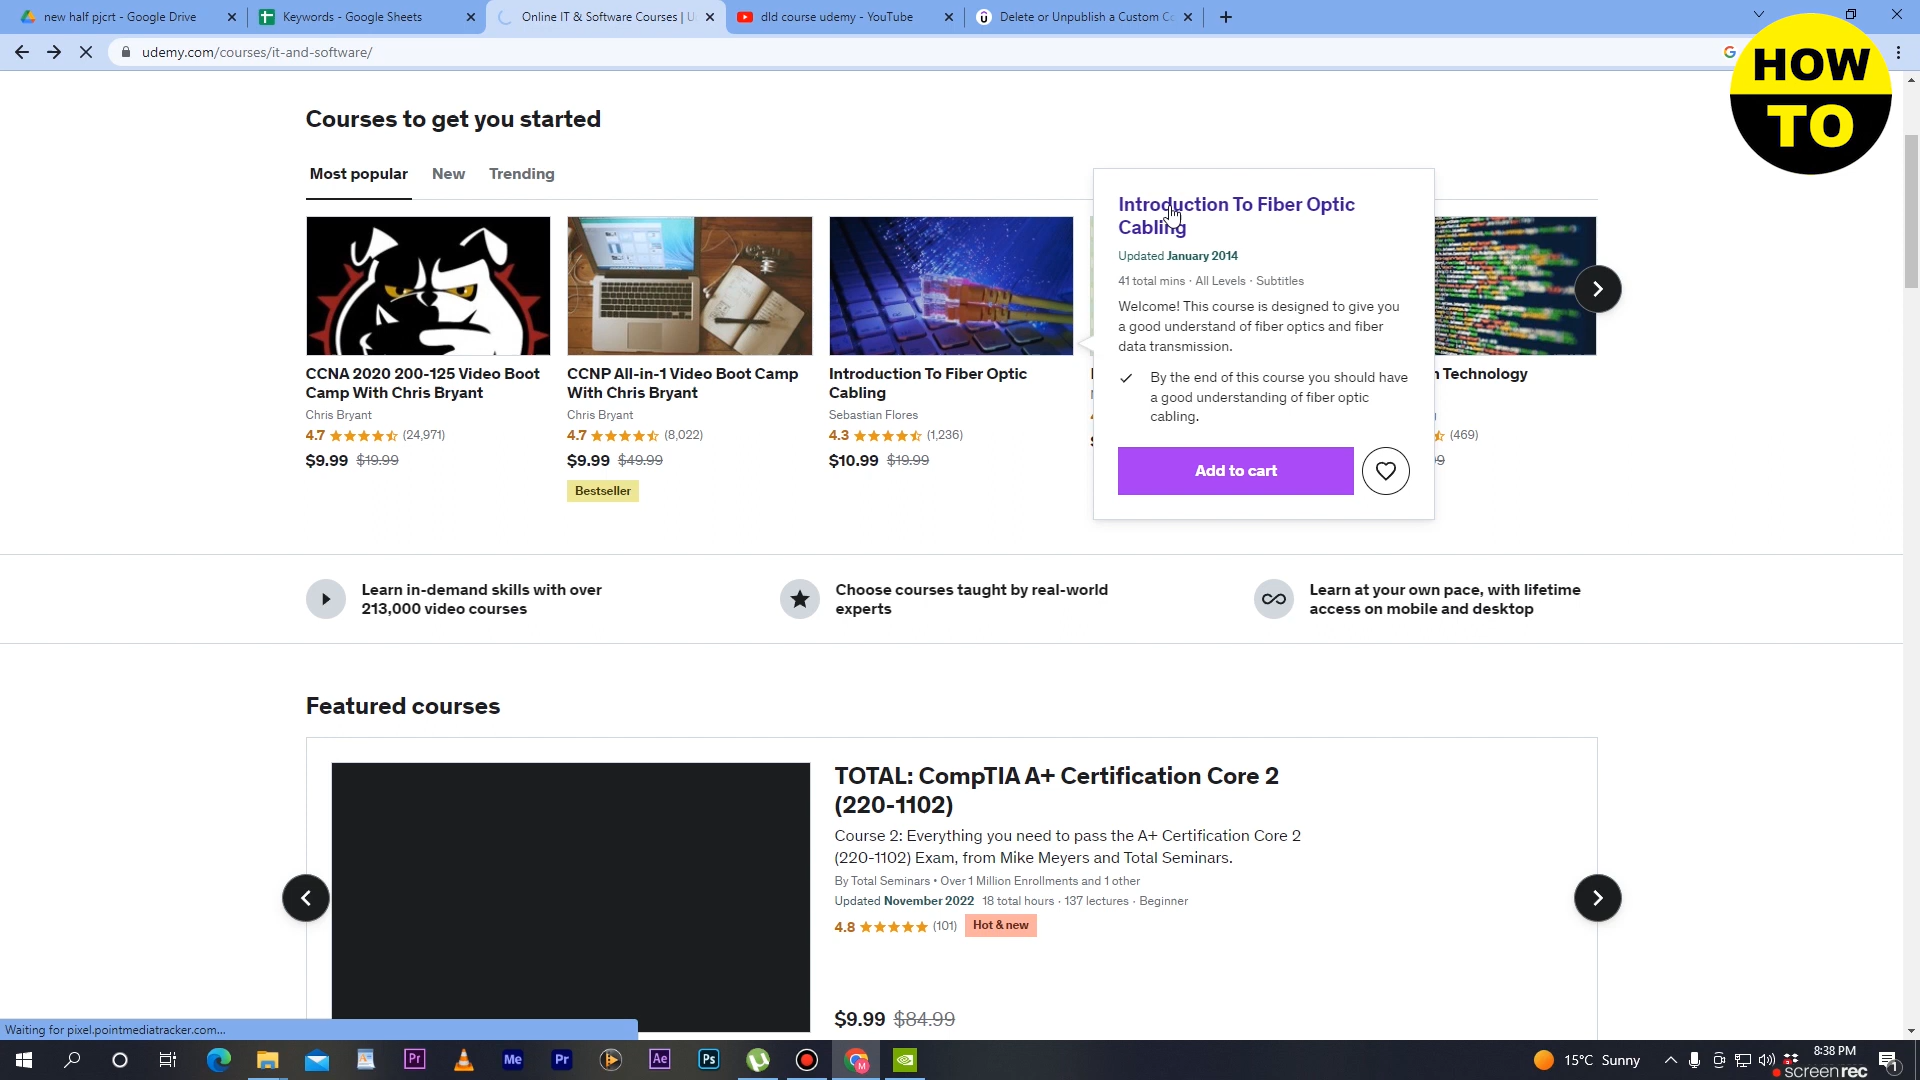 new half pjcrt - Google Drive
Keywords - Google Sheets
Online IT & Software Courses | U
dld course udemy - YouTube
Delete or Unpublish a Custom Co
udemy.com/courses/it-and-software/
HOW
TO
Courses to get you started
Most popular
New
Trending
Introduction To Fiber Optic
Cabling
Updated January 2014
41 total mins · All Levels · Subtitles
Welcome! This course is designed to give you
a good understand of fiber optics and fiber
data transmission.
By the end of this course you should have
a good understanding of fiber optic
cabling.
Add to cart
CCNA 2020 200-125 Video Boot
Camp With Chris Bryant
Chris Bryant
4.7 (24,971)
$9.99 $19.99
CCNP All-in-1 Video Boot Camp
With Chris Bryant
Chris Bryant
4.7 (8,022)
$9.99 $49.99
Bestseller
Introduction To Fiber Optic
Cabling
Sebastian Flores
4.3 (1,236)
$10.99 $19.99
Technology
(469)
Learn in-demand skills with over
213,000 video courses
Choose courses taught by real-world
experts
Learn at your own pace, with lifetime
access on mobile and desktop
Featured courses
TOTAL: CompTIA A+ Certification Core 2
(220-1102)
Course 2: Everything you need to pass the A+ Certification Core 2
(220-1102) Exam, from Mike Meyers and Total Seminars.
By Total Seminars • Over 1 Million Enrollments and 1 other
Updated November 2022 18 total hours · 137 lectures · Beginner
4.8 (101) Hot & new
$9.99 $84.99
Waiting for pixel.pointmediatracker.com...
Pr
Me
Pr
Ae
Ps
M
15°C Sunny
8:38 PM
screenrec
1